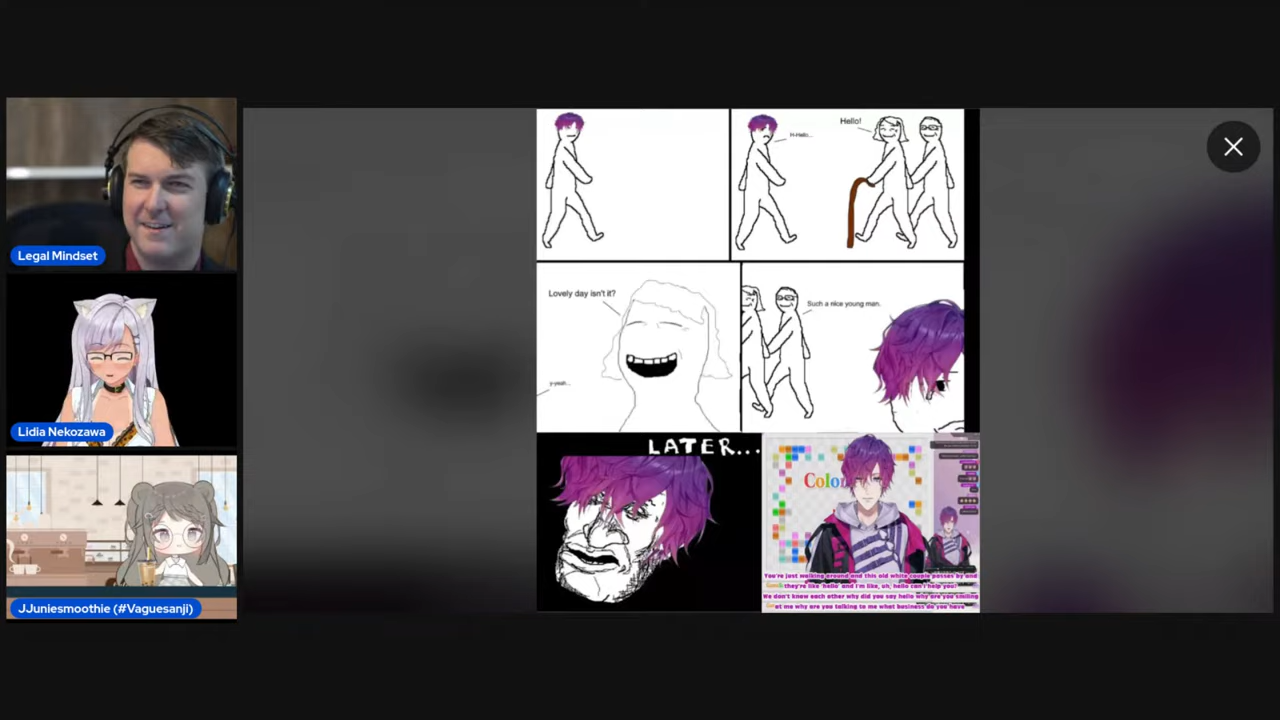 Legal Mindset
Lidia Nekozawa
JJuniesmoothie (#Vaguesanji)
H-Hello...
Hello!
Lovely day isn't it?
y-yeah...
Such a nice young man.
LATER...
Color
You're just walking around and this old white couple passes by and
they're like 'hello' and I'm like, uh, hello can I help you?
We don't know each other why did you say hello why are you smiling
at me why are you talking to me what business do you have